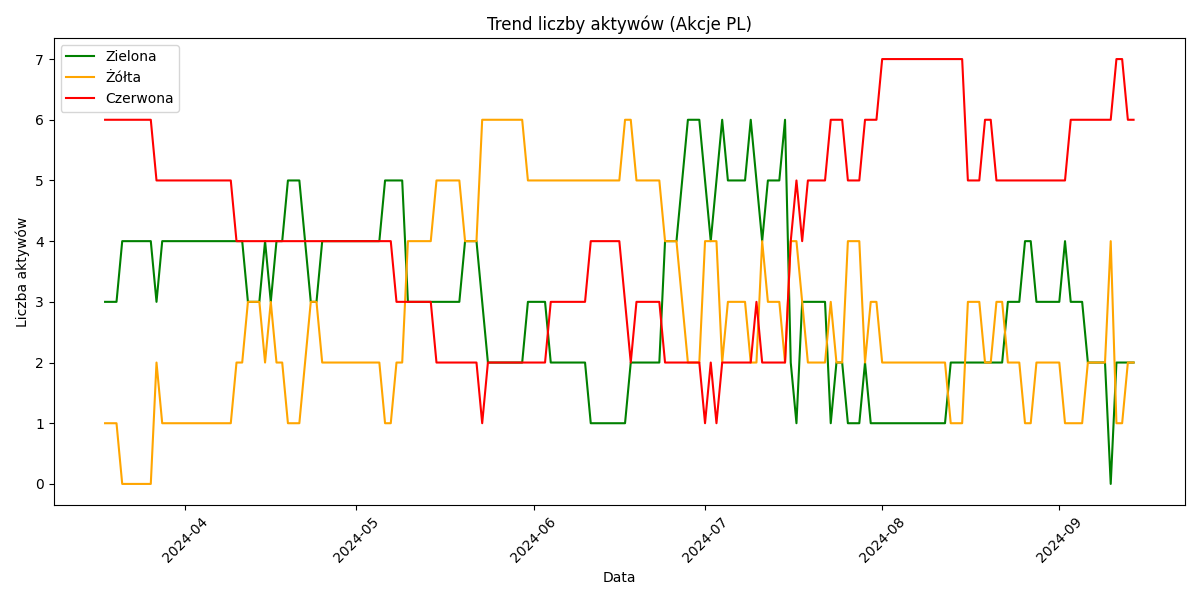 Trend liczby aktywów (Akcje PL)
Zielona
Żółta
Czerwona
Liczba aktywów
7
6
5
4
3
2
1
0
2024-04
2024-05
2024-06
2024-07
2024-08
2024-09
Data